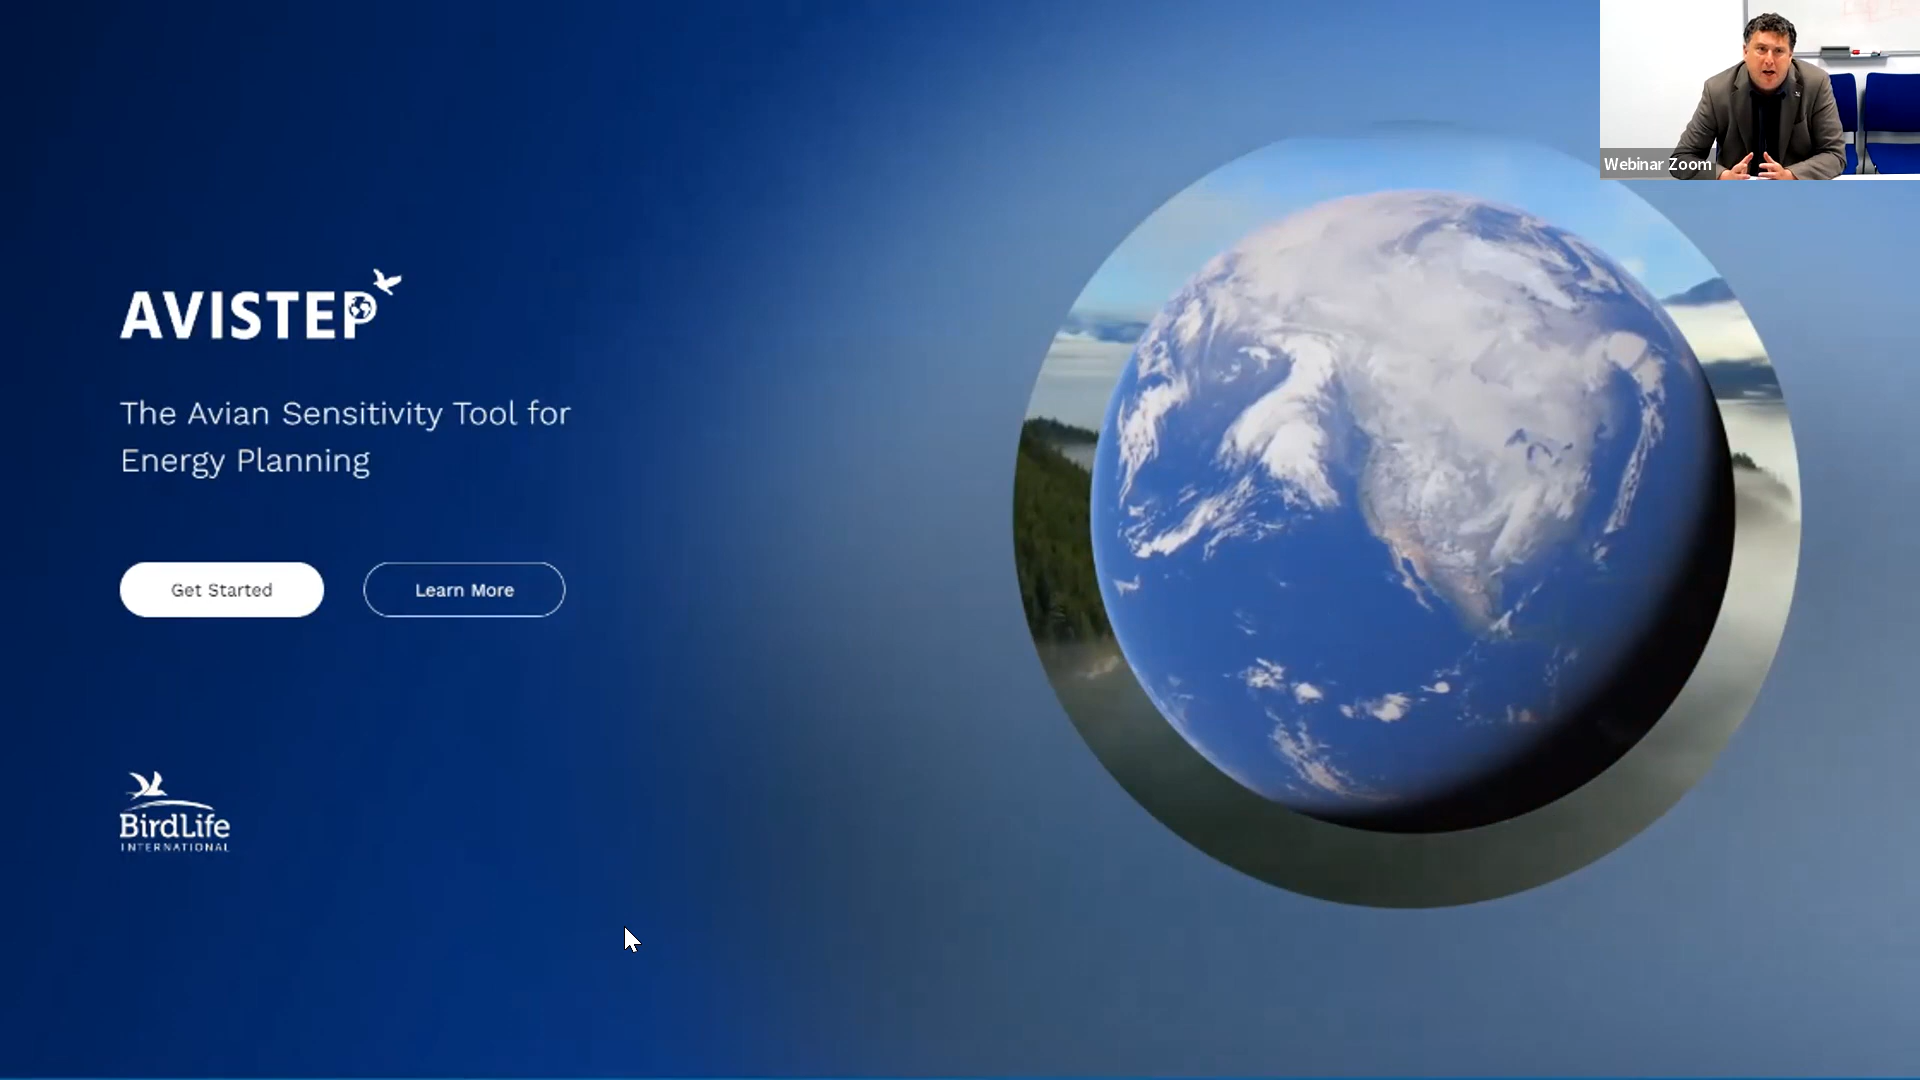 Webinar Zoom
AVISTEP
The Avian Sensitivity Tool for
Energy Planning
Get Started
Learn More
BirdLife
INTERNATIONAL